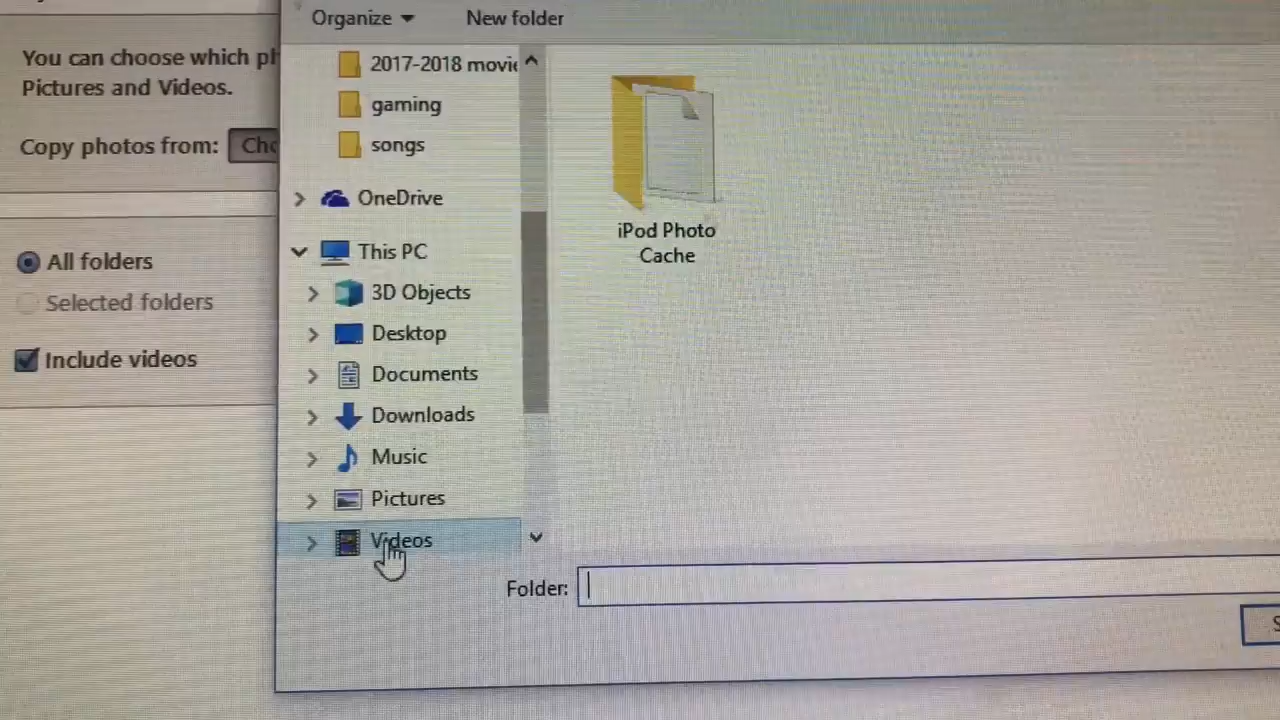 Organize
New folder
You can choose which
Pictures and Videos.
Copy photos from:
All folders
Selected folders
Include videos
2017-2018
gaming
songs
OneDrive
This PC
3D Objects
Desktop
Documents
Downloads
Music
Pictures
Videos
iPod Photo
Cache
Folder: